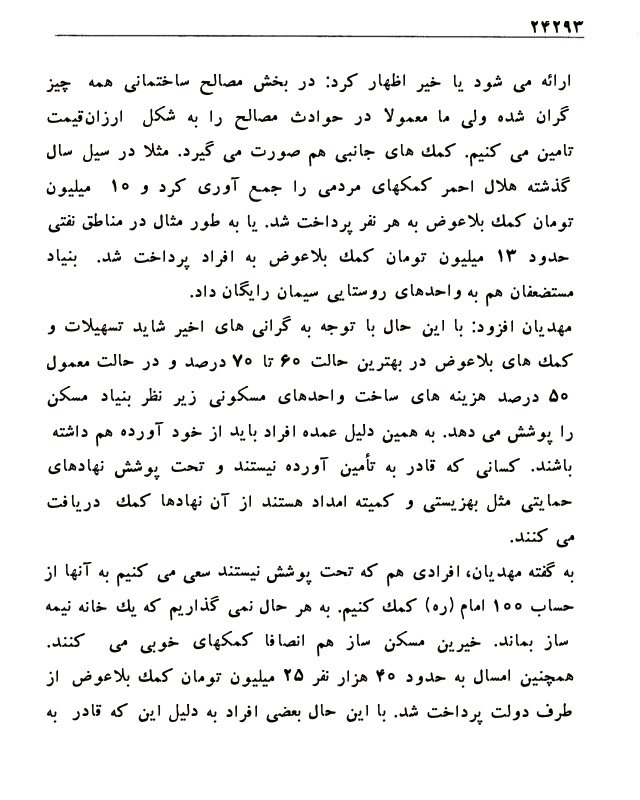 ۲۴۲۹۳
ارائه می شود یا خیر اظهار کرد: در بخش مصالح ساختمانی همه چیز
گران شده ولی ما معمولا در حوادث مصالح را به شکل ارزان‌قیمت
تامین می کنیم. کمک های جانبی هم صورت می گیرد. مثلا در سیل سال
گذشته هلال احمر کمکهای مردمی را جمع آوری کرد و ۱۰ میلیون
تومان کمک بلاعوض به هر نفر پرداخت شد. یا به طور مثال در مناطق نفتی
حدود ۱۳ میلیون تومان کمک بلاعوض به افراد پرداخت شد. بنیاد
مستضعفان هم به واحدهای روستایی سیمان رایگان داد.
مهدیان افزود: با این حال با توجه به گرانی های اخیر شاید تسهیلات و
کمک های بلاعوض در بهترین حالت ۶۰ تا ۷۰ درصد و در حالت معمول
۵۰ درصد هزینه های ساخت واحدهای مسکونی زیر نظر بنیاد مسکن
را پوشش می دهد. به همین دلیل عمده افراد باید از خود آورده هم داشته
باشند. کسانی که قادر به تأمین آورده نیستند و تحت پوشش نهادهای
حمایتی مثل بهزیستی و کمیته امداد هستند از آن نهادها کمک دریافت
می کنند.
به گفته مهدیان، افرادی هم که تحت پوشش نیستند سعی می کنیم به آنها از
حساب ۱۰۰ امام (ره) کمک کنیم. به هر حال نمی گذاریم که یك خانه نیمه
ساز بماند. خیرین مسکن ساز هم انصافا کمکهای خوبی می کنند.
همچنین امسال به حدود ۴۰ هزار نفر ۲۵ میلیون تومان کمک بلاعوض از
طرف دولت پرداخت شد. با این حال بعضی افراد به دلیل این که قادر به